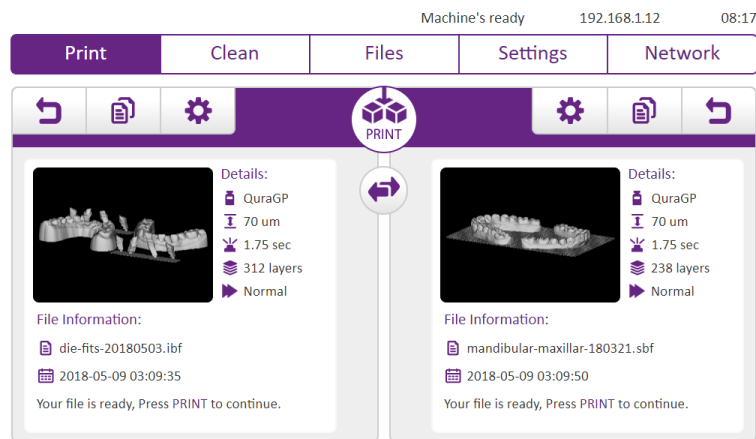 Machine's ready 192.168.1.12 08:17
Print Clean Files Settings Network
PRINT
Details:
QuraGP
70 um
1.75 sec
312 layers
Normal
File Information:
die-fits-20180503.ibf
2018-05-09 03:09:35
Your file is ready, Press PRINT to continue.
Details:
QuraGP
70 um
1.75 sec
238 layers
Normal
File Information:
mandibular-maxillar-180321.sbf
2018-05-09 03:09:50
Your file is ready, Press PRINT to continue.